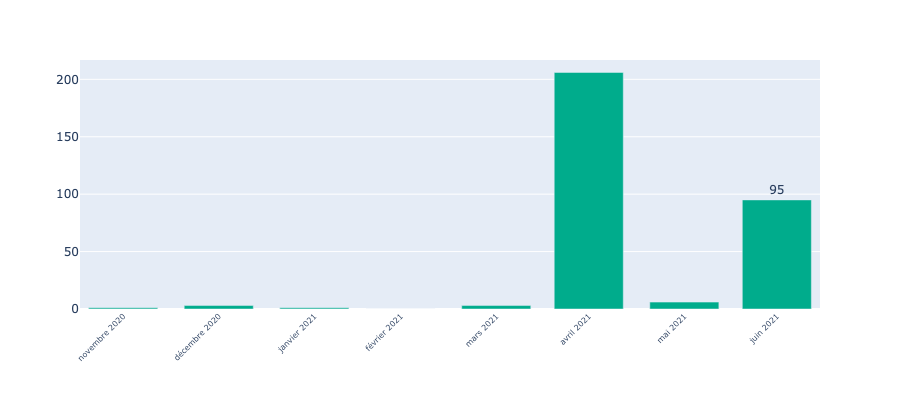 200
150
100
50
0
95
novembre 2020
décembre 2020
janvier 2021
février 2021
mars 2021
avril 2021
mai 2021
juin 2021